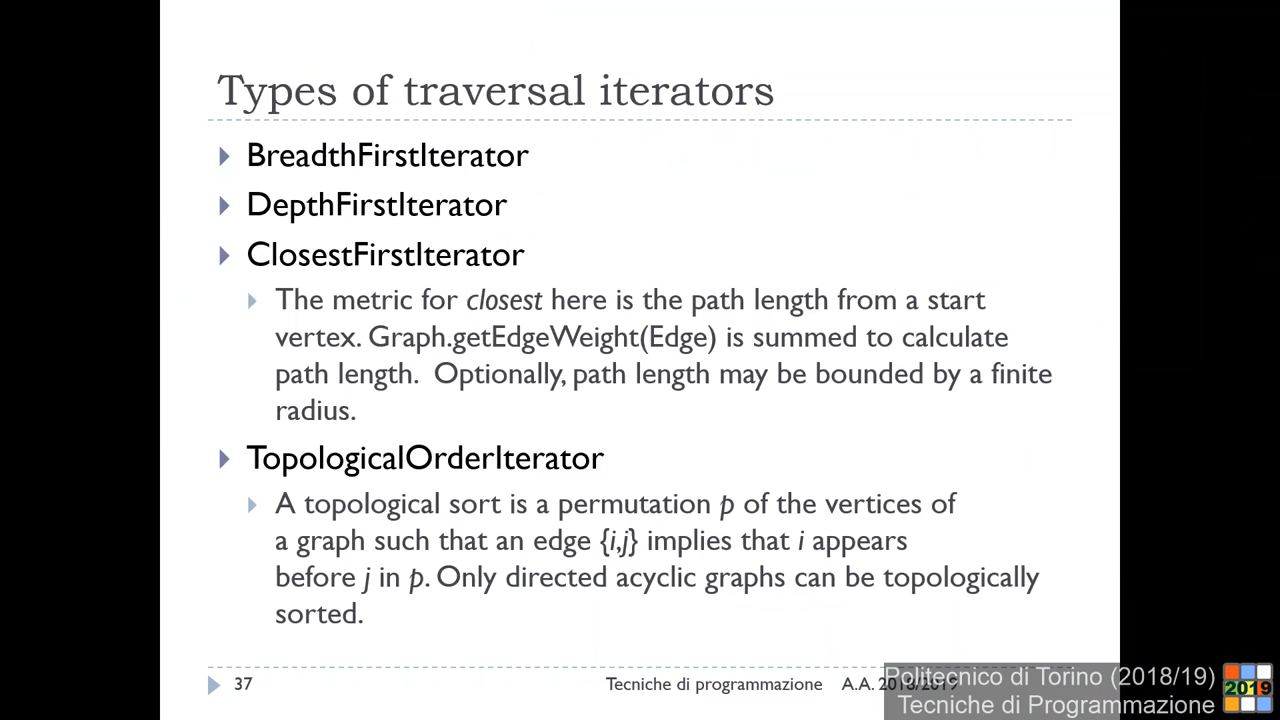 Types of traversal iterators
BreadthFirstIterator
DepthFirstIterator
ClosestFirstIterator
The metric for closest here is the path length from a start
vertex. Graph.getEdgeWeight(Edge) is summed to calculate
path length.  Optionally, path length may be bounded by a finite
radius.
TopologicalOrderIterator
A topological sort is a permutation p of the vertices of
a graph such that an edge {i,j} implies that i appears
before j in p. Only directed acyclic graphs can be topologically
sorted.
37
Tecniche di programmazione A.A. 2018/2019
Politecnico di Torino (2018/19)
Tecniche di Programmazione
2019